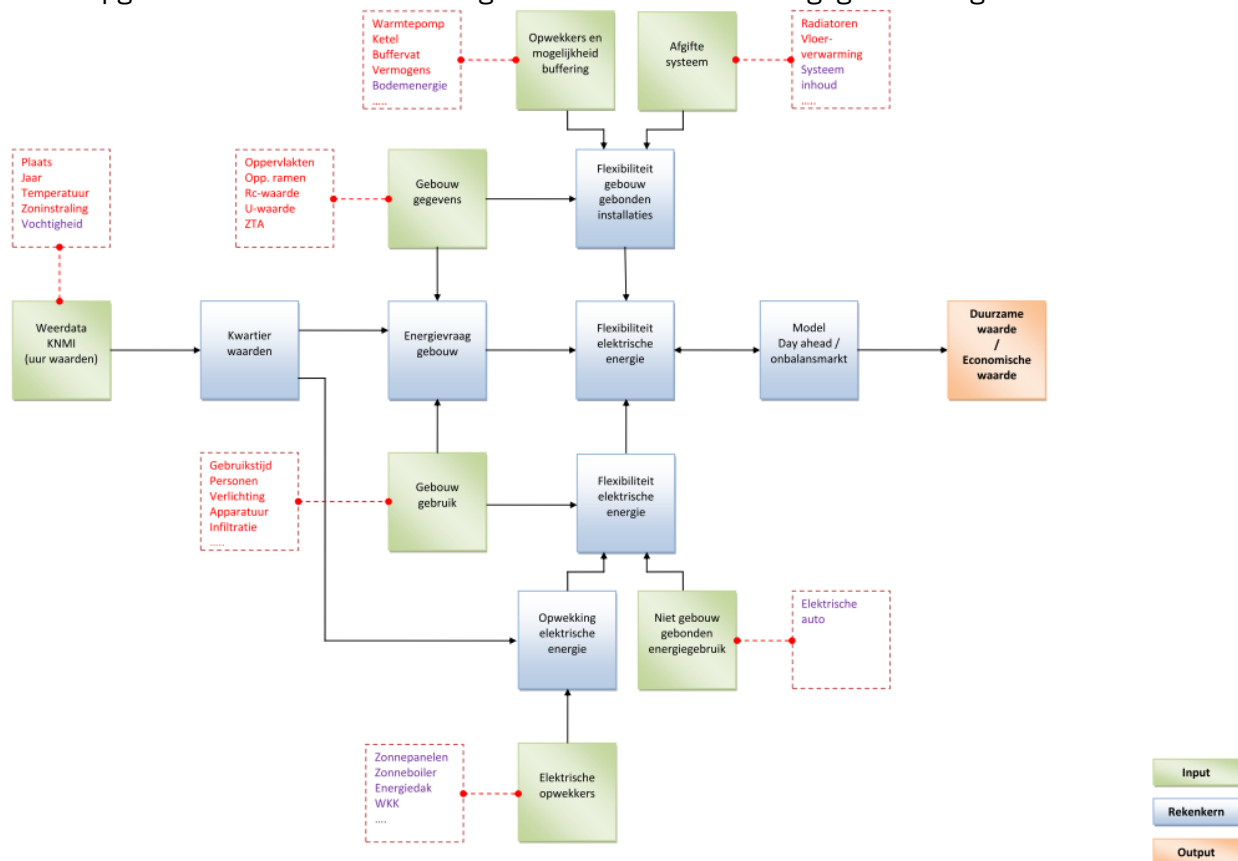 Warmtepomp
Ketel
Buffervat
Vermogens
Bodemenergie
.....
Opwekkers en
mogelijkheid
buffering
Afgifte
systeem
Radiatoren
Vloer-
verwarming
Systeem
inhoud
.....
Plaats
Jaar
Temperatuur
Zoninstraling
Vochtigheid
Oppervlakten
Opp. ramen
Rc-waarde
U-waarde
ZTA
Gebouw
gegevens
Flexibiliteit
gebouw
gebonden
installaties
Weerdata
KNMI
(uur waarden)
Kwartier
waarden
Energievraag
gebouw
Flexibiliteit
elektrische
energie
Model
Day ahead /
onbalansmarkt
Duurzame
waarde
/
Economische
waarde
Gebruikstijd
Personen
Verlichting
Apparatuur
Infiltratie
.....
Gebouw
gebruik
Flexibiliteit
elektrische
energie
Opwekking
elektrische
energie
Niet gebouw
gebonden
energiegebruik
Elektrische
auto
Zonnepanelen
Zonneboiler
Energiedak
WKK
....
Elektrische
opwekkers
Input
Rekenkern
Output